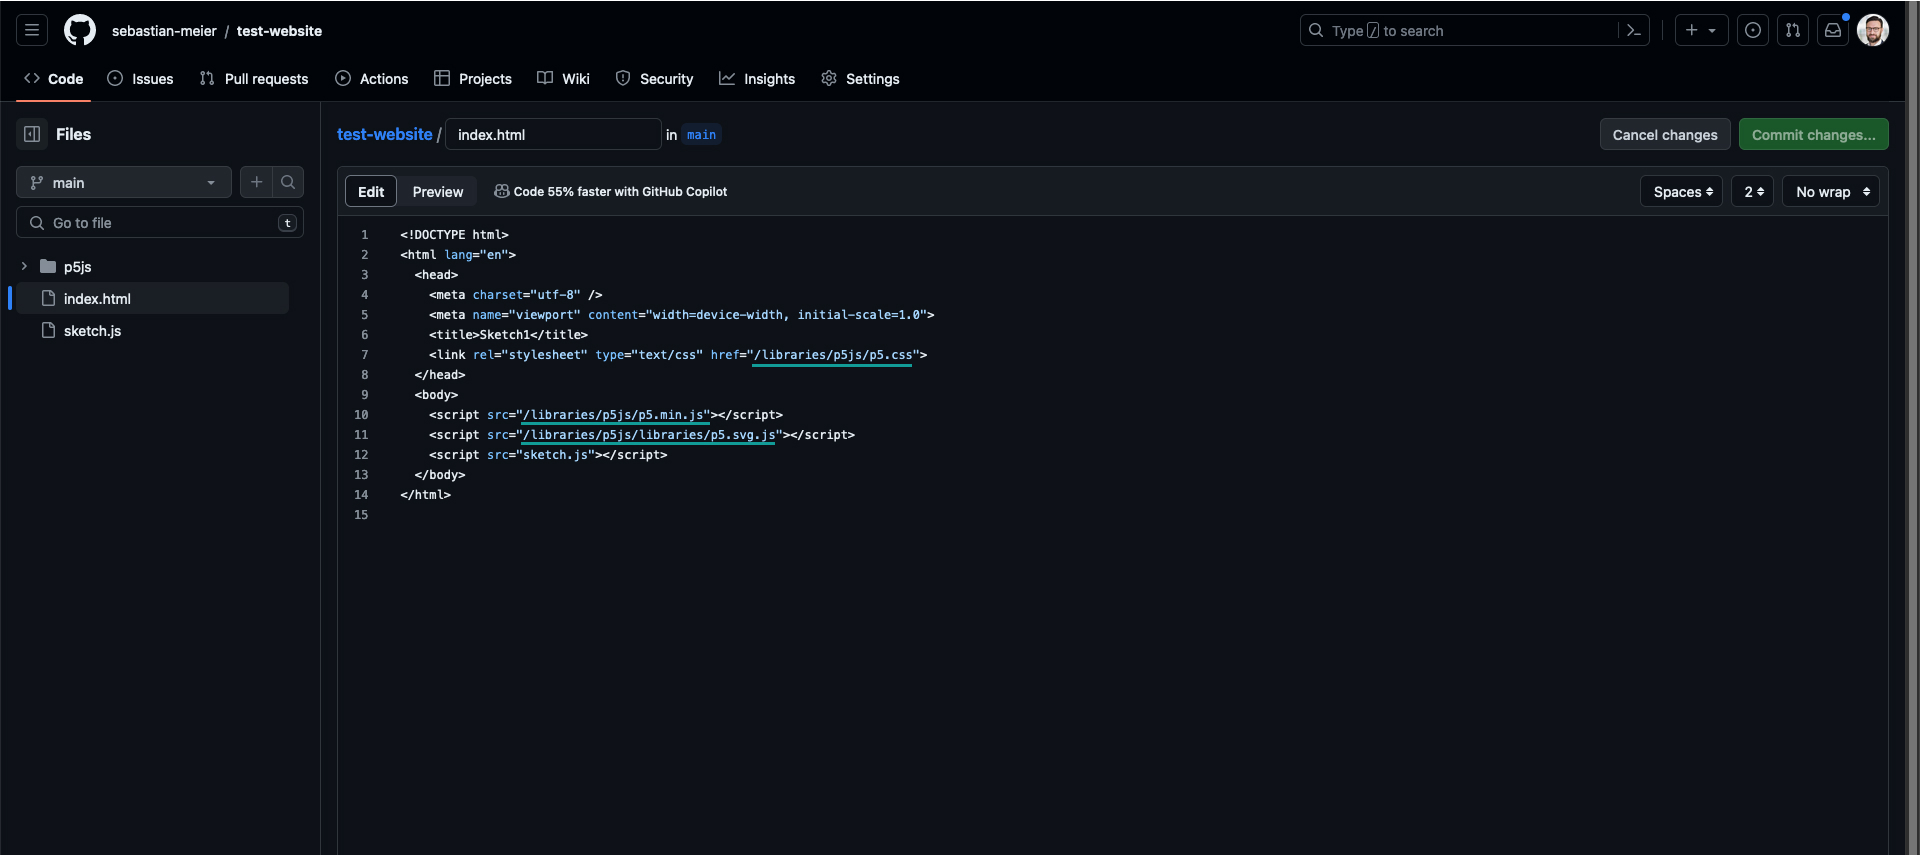 sebastian-meier / test-website
Type / to search
Code Issues Pull requests Actions Projects Wiki Security Insights Settings
Files
test-website / index.html in main
Cancel changes Commit changes...
main
Go to file t
p5js
index.html
sketch.js
Edit Preview Code 55% faster with GitHub Copilot
Spaces 2 No wrap
1 <!DOCTYPE html>
2 <html lang="en">
3 <head>
4 <meta charset="utf-8" />
5 <meta name="viewport" content="width=device-width, initial-scale=1.0">
6 <title>Sketch1</title>
7 <link rel="stylesheet" type="text/css" href="/libraries/p5js/p5.css">
8 </head>
9 <body>
10 <script src="/libraries/p5js/p5.min.js"></script>
11 <script src="/libraries/p5js/libraries/p5.svg.js"></script>
12 <script src="sketch.js"></script>
13 </body>
14 </html>
15